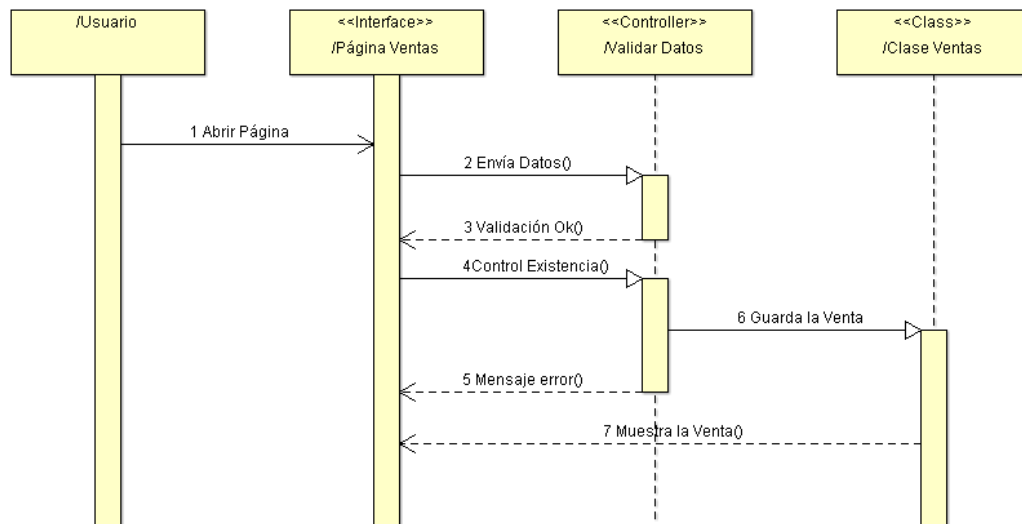 /Usuario
<<Interface>>
/Página Ventas
<<Controller>>
/Validar Datos
<<Class>>
/Clase Ventas
1 Abrir Página
2 Envía Datos()
3 Validación Ok()
4Control Existencia()
6 Guarda la Venta
5 Mensaje error()
7 Muestra la Venta()